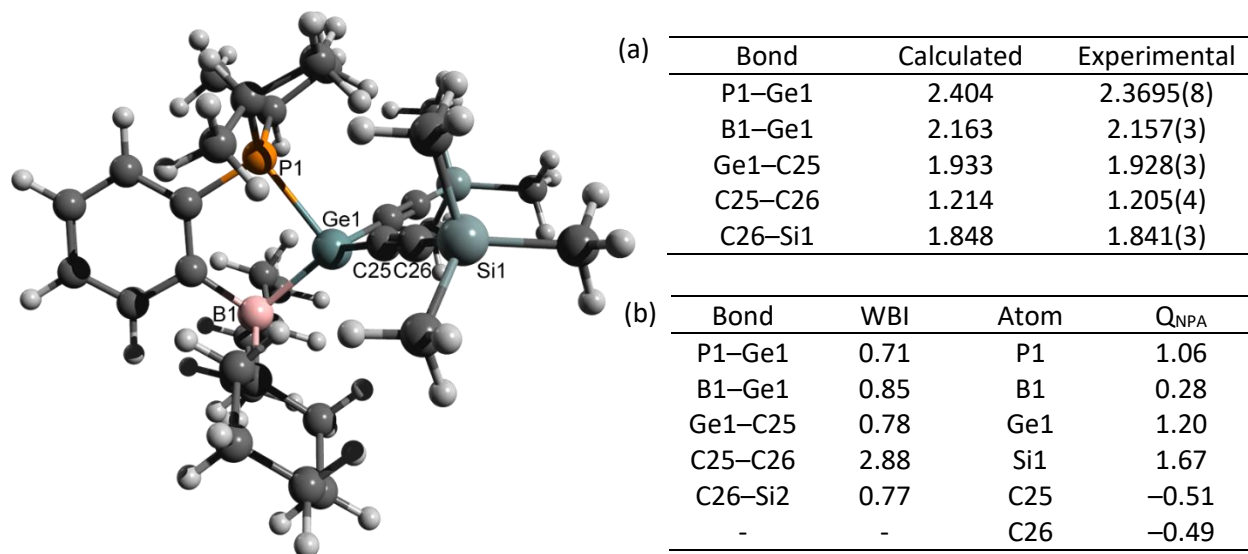 P1
Ge1
C25
C26
Si1
B1
(a)
Bond Calculated Experimental
P1–Ge1 2.404 2.3695(8)
B1–Ge1 2.163 2.157(3)
Ge1–C25 1.933 1.928(3)
C25–C26 1.214 1.205(4)
C26–Si1 1.848 1.841(3)
(b)
Bond WBI Atom QNPA
P1–Ge1 0.71 P1 1.06
B1–Ge1 0.85 B1 0.28
Ge1–C25 0.78 Ge1 1.20
C25–C26 2.88 Si1 1.67
C26–Si2 0.77 C25 –0.51
- - C26 –0.49